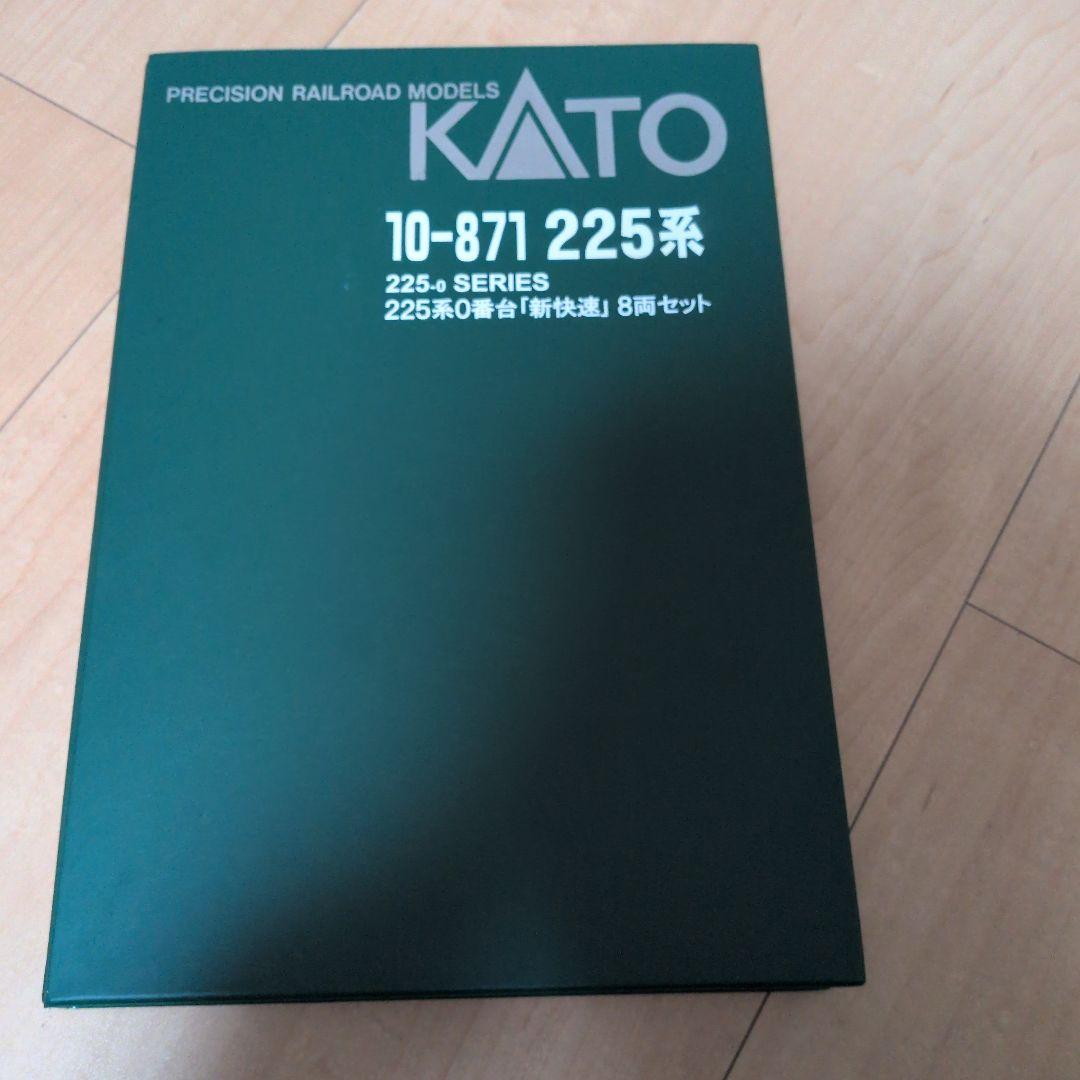 PRECISION RAILROAD MODELS
KATO
10-871 225系
225-0 SERIES
225系0番台「新快速」 8両セット